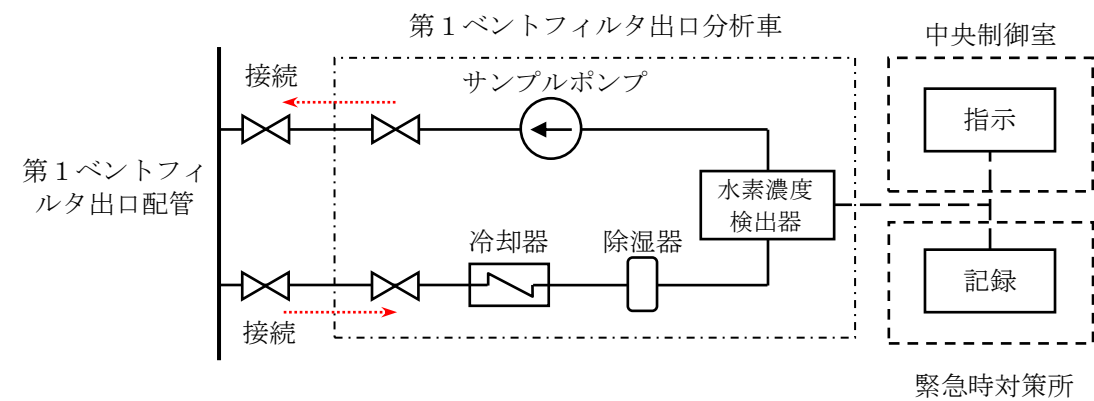 第１ベントフィルタ出口分析車
中央制御室
接続
サンプルポンプ
指示
第１ベントフィ
ルタ出口配管
水素濃度
検出器
冷却器
除湿器
記録
接続
緊急時対策所